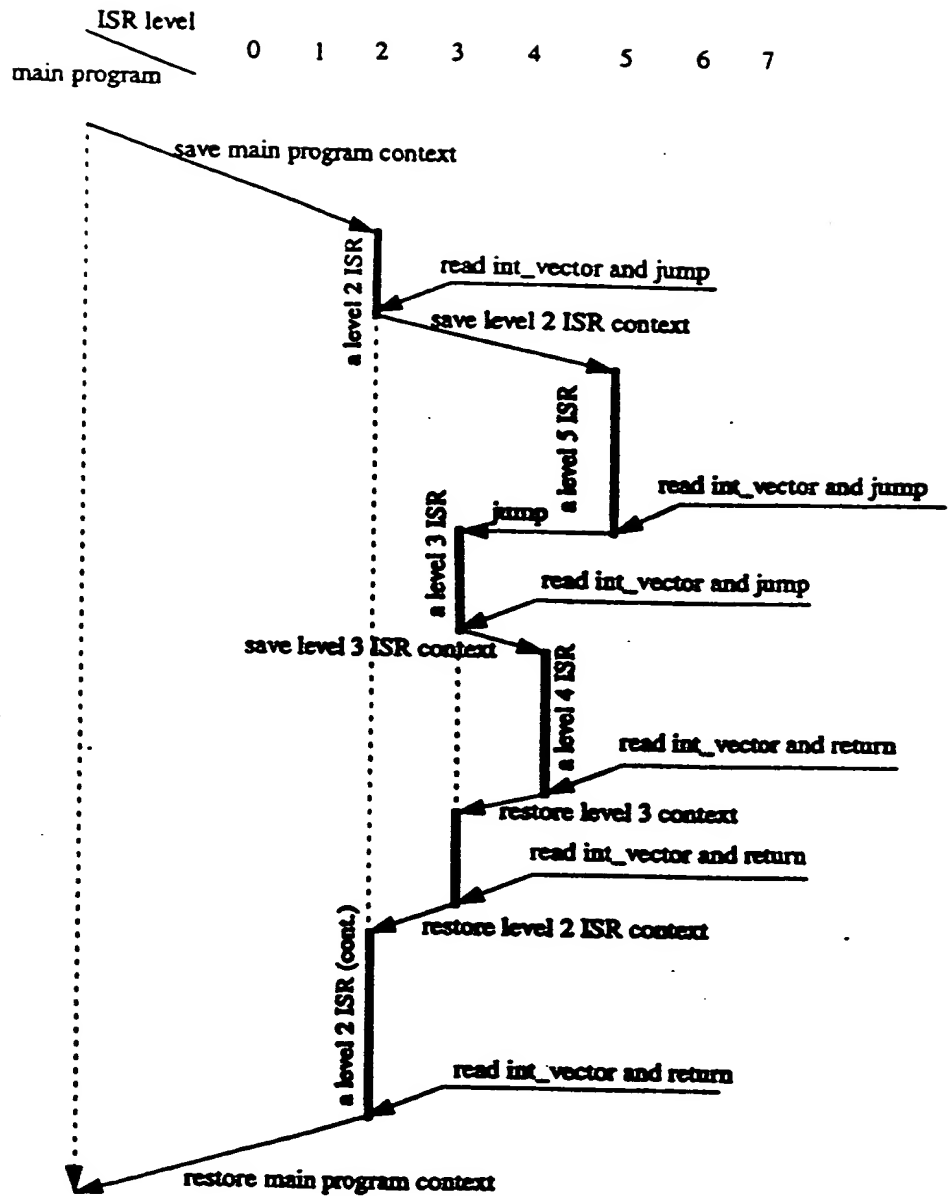 ISR level
main program
0 1 2 3 4 5 6 7
save main program context
a level 2 ISR
read int_vector and jump
save level 2 ISR context
a level 5 ISR
read int_vector and jump
jump
a level 3 ISR
read int_vector and jump
save level 3 ISR context
a level 4 ISR
read int_vector and return
restore level 3 context
read int_vector and return
restore level 2 ISR context
a level 2 ISR (cont.)
read int_vector and return
restore main program context